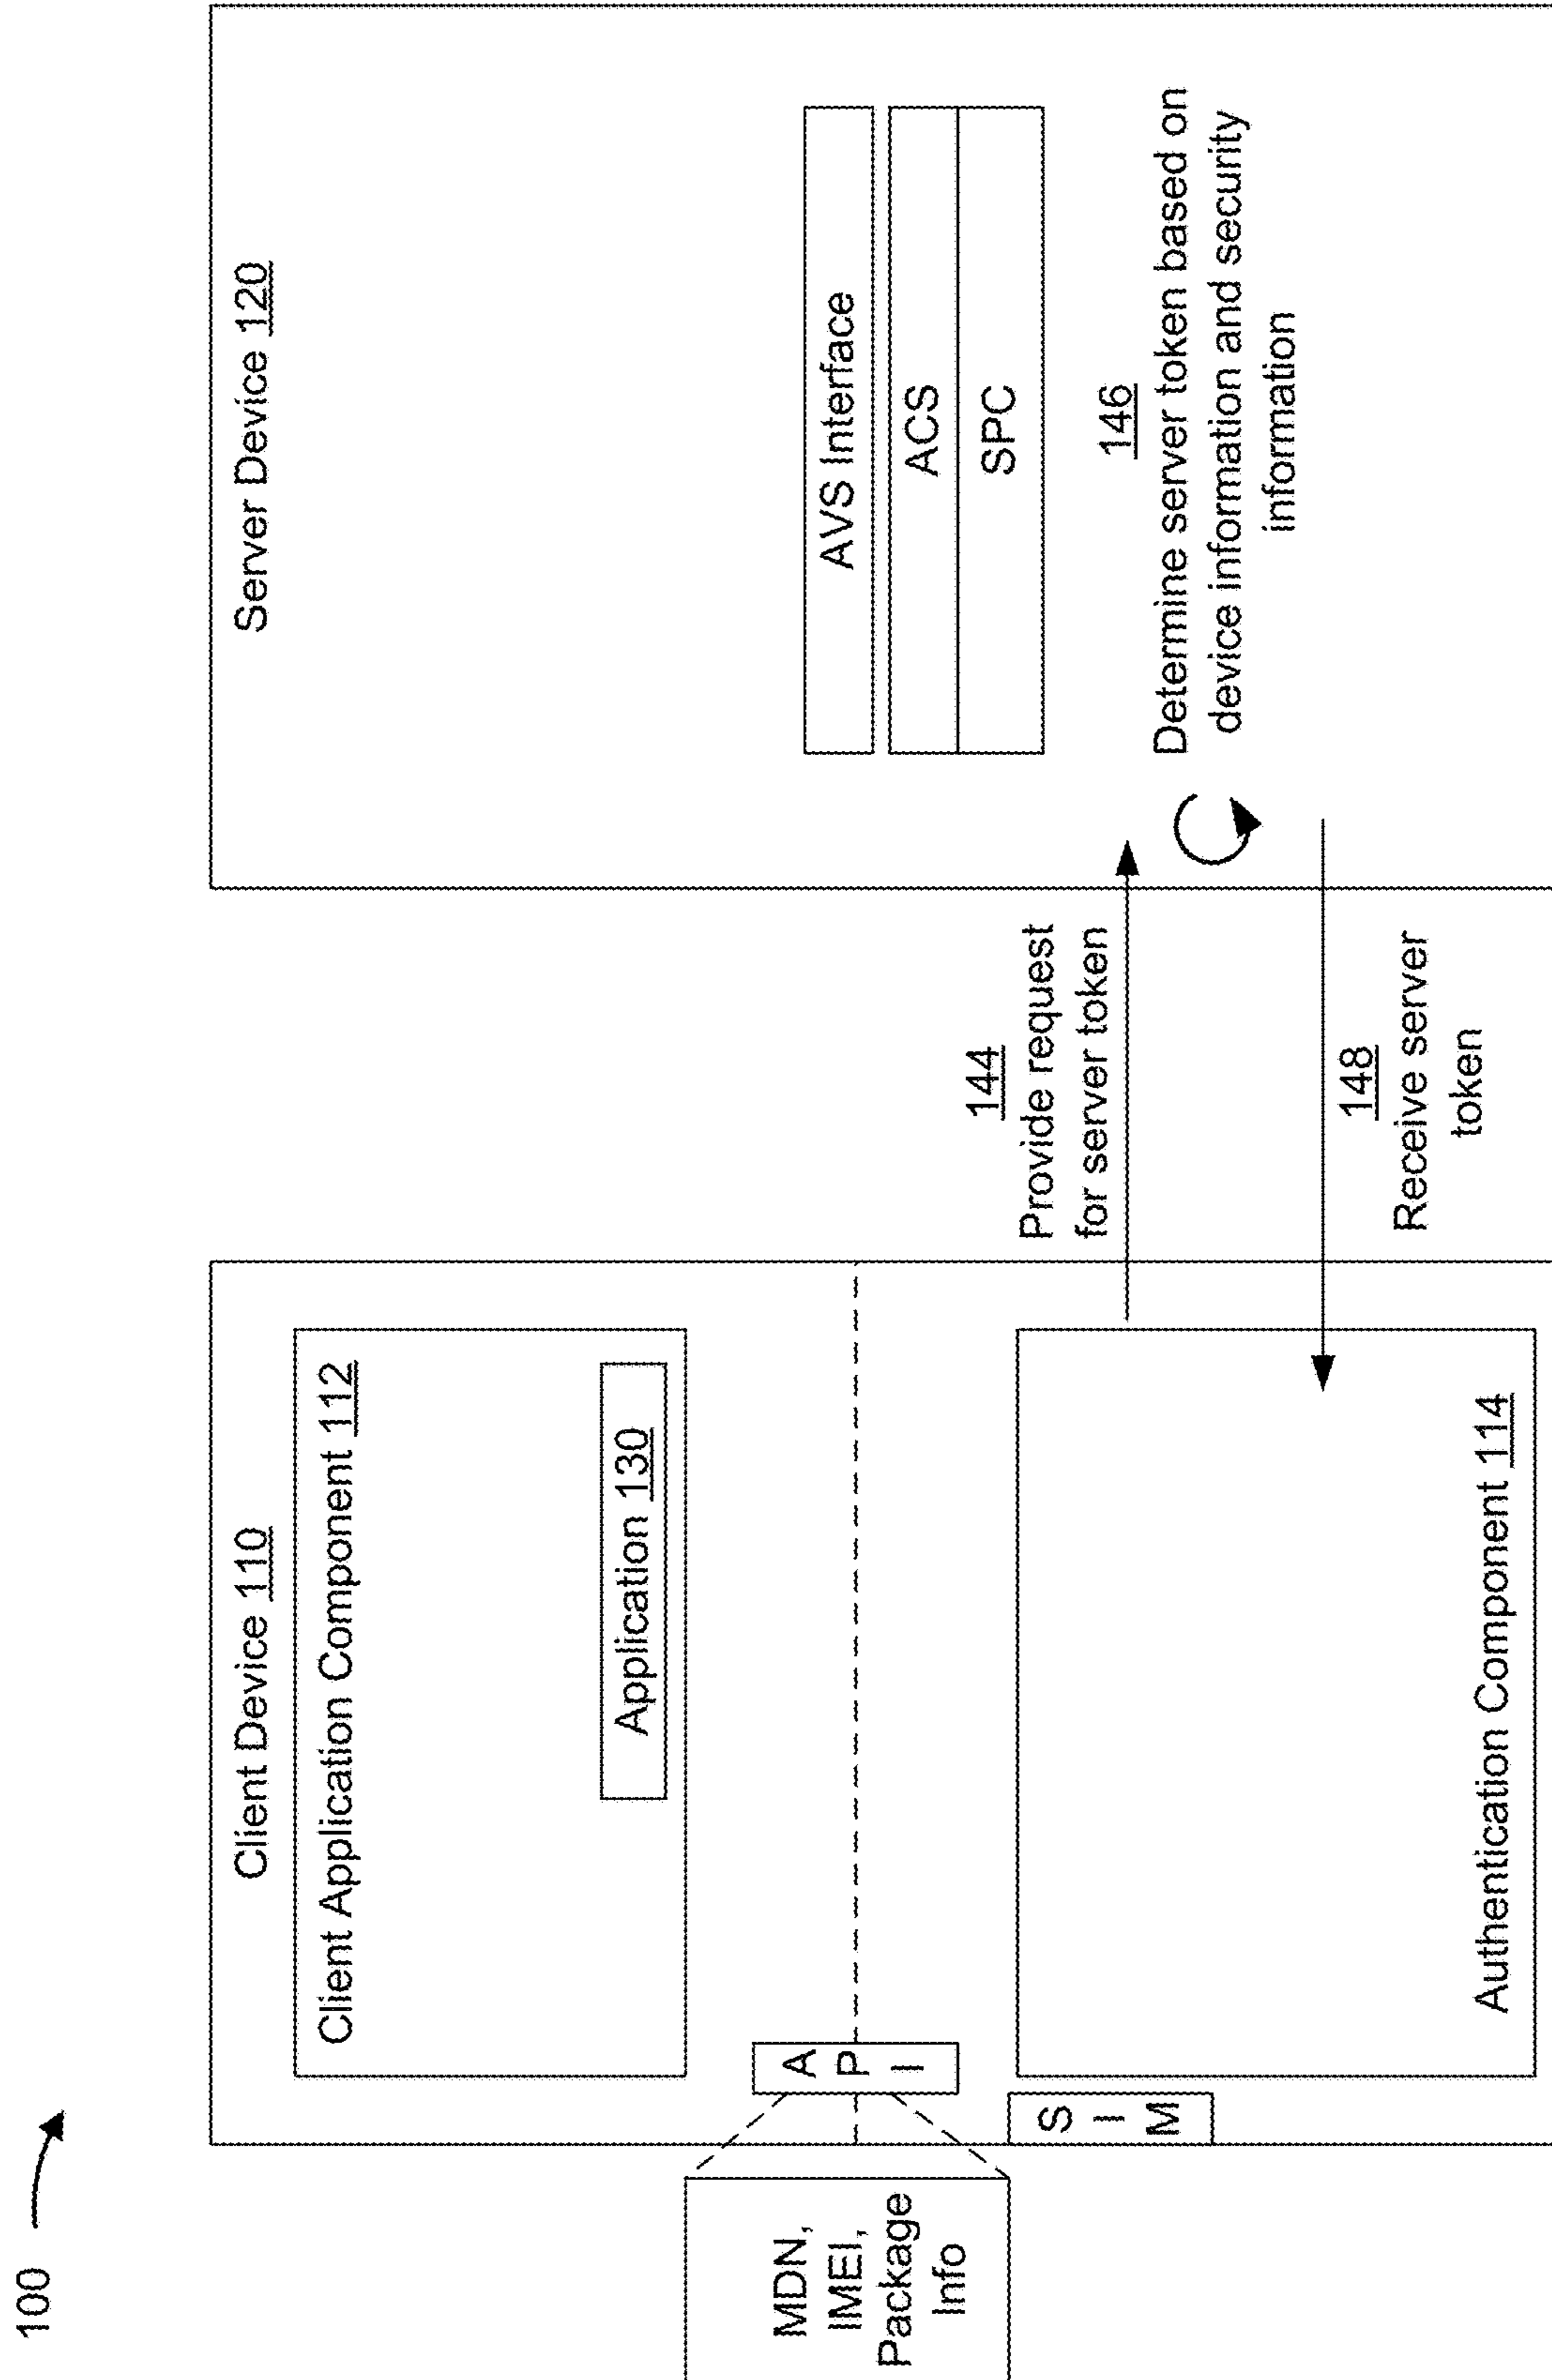 100
Client Device 110
Client Application Component 112
Application 130
A
P
I
MDN,
IMEI,
Package
Info
S
I
M
Authentication Component 114
144
Provide request
for server token
148
Receive server
token
Server Device 120
AVS Interface
ACS
SPC
146
Determine server token based on
device information and security
information